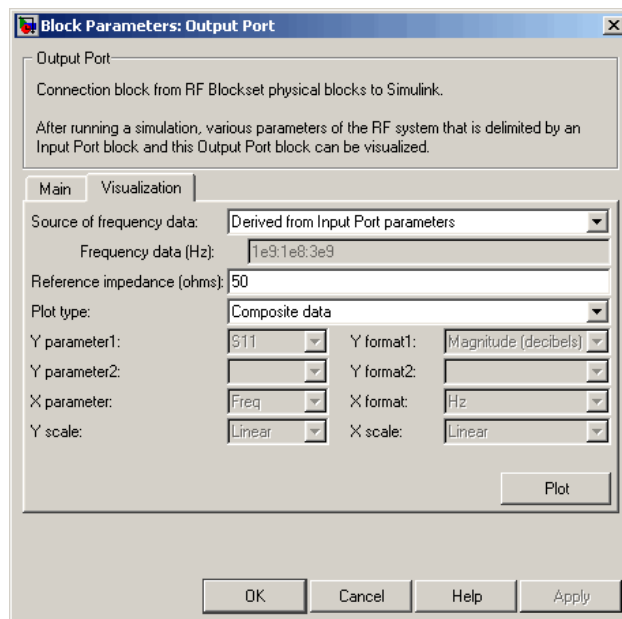 Block Parameters: Output Port
Output Port
Connection block from RF Blockset physical blocks to Simulink.
After running a simulation, various parameters of the RF system that is delimited by an
Input Port block and this Output Port block can be visualized.
Main Visualization
Source of frequency data: Derived from Input Port parameters
Frequency data (Hz): 1e9:1e8:3e9
Reference impedance (ohms): 50
Plot type: Composite data
Y parameter1: S11 Y format1: Magnitude (decibels)
Y parameter2: Y format2:
X parameter: Freq X format: Hz
Y scale: Linear X scale: Linear
Plot
OK Cancel Help Apply